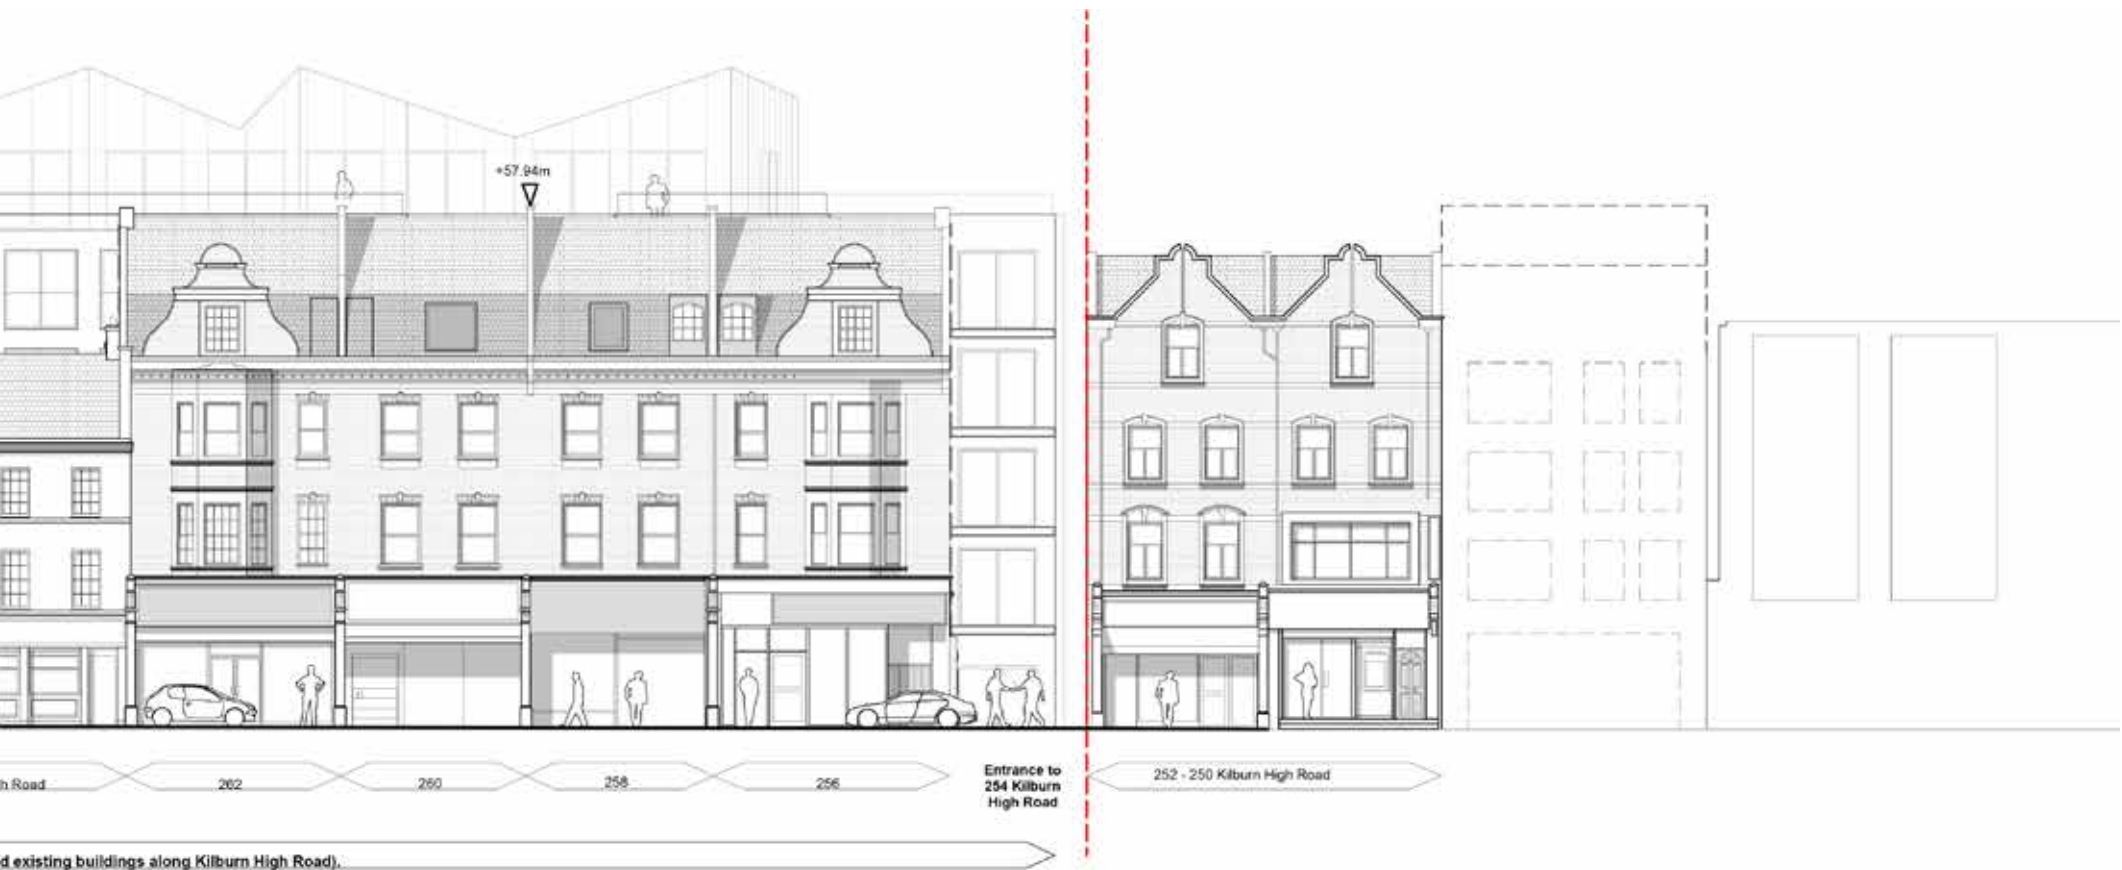 +57.94m
h Road
262
260
258
256
Entrance to
254 Kilburn
High Road
252 - 250 Kilburn High Road
d existing buildings along Kilburn High Road).